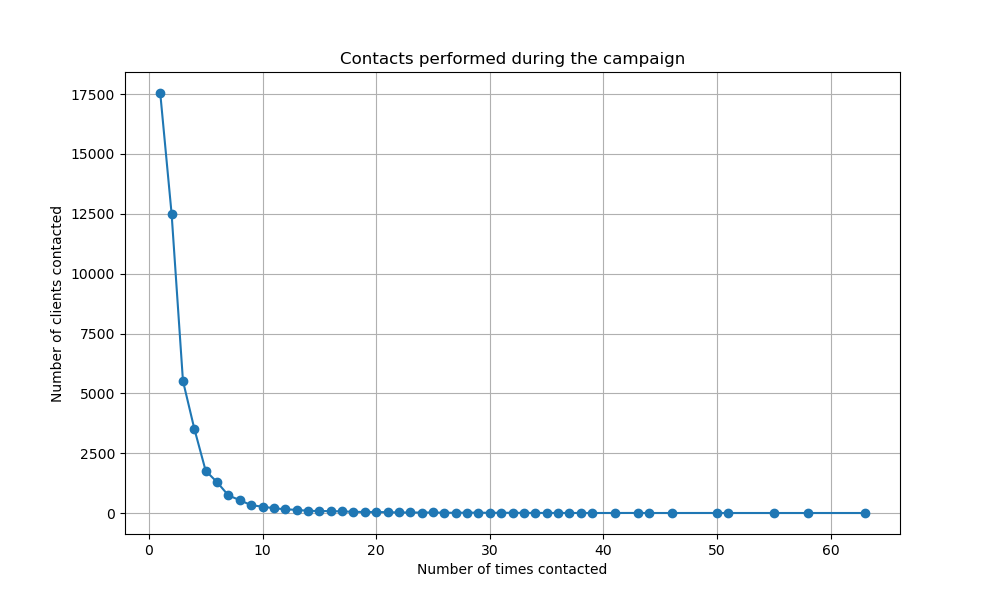 Contacts performed during the campaign
Number of clients contacted
17500
15000
12500
10000
7500
5000
2500
0
0 10 20 30 40 50 60
Number of times contacted